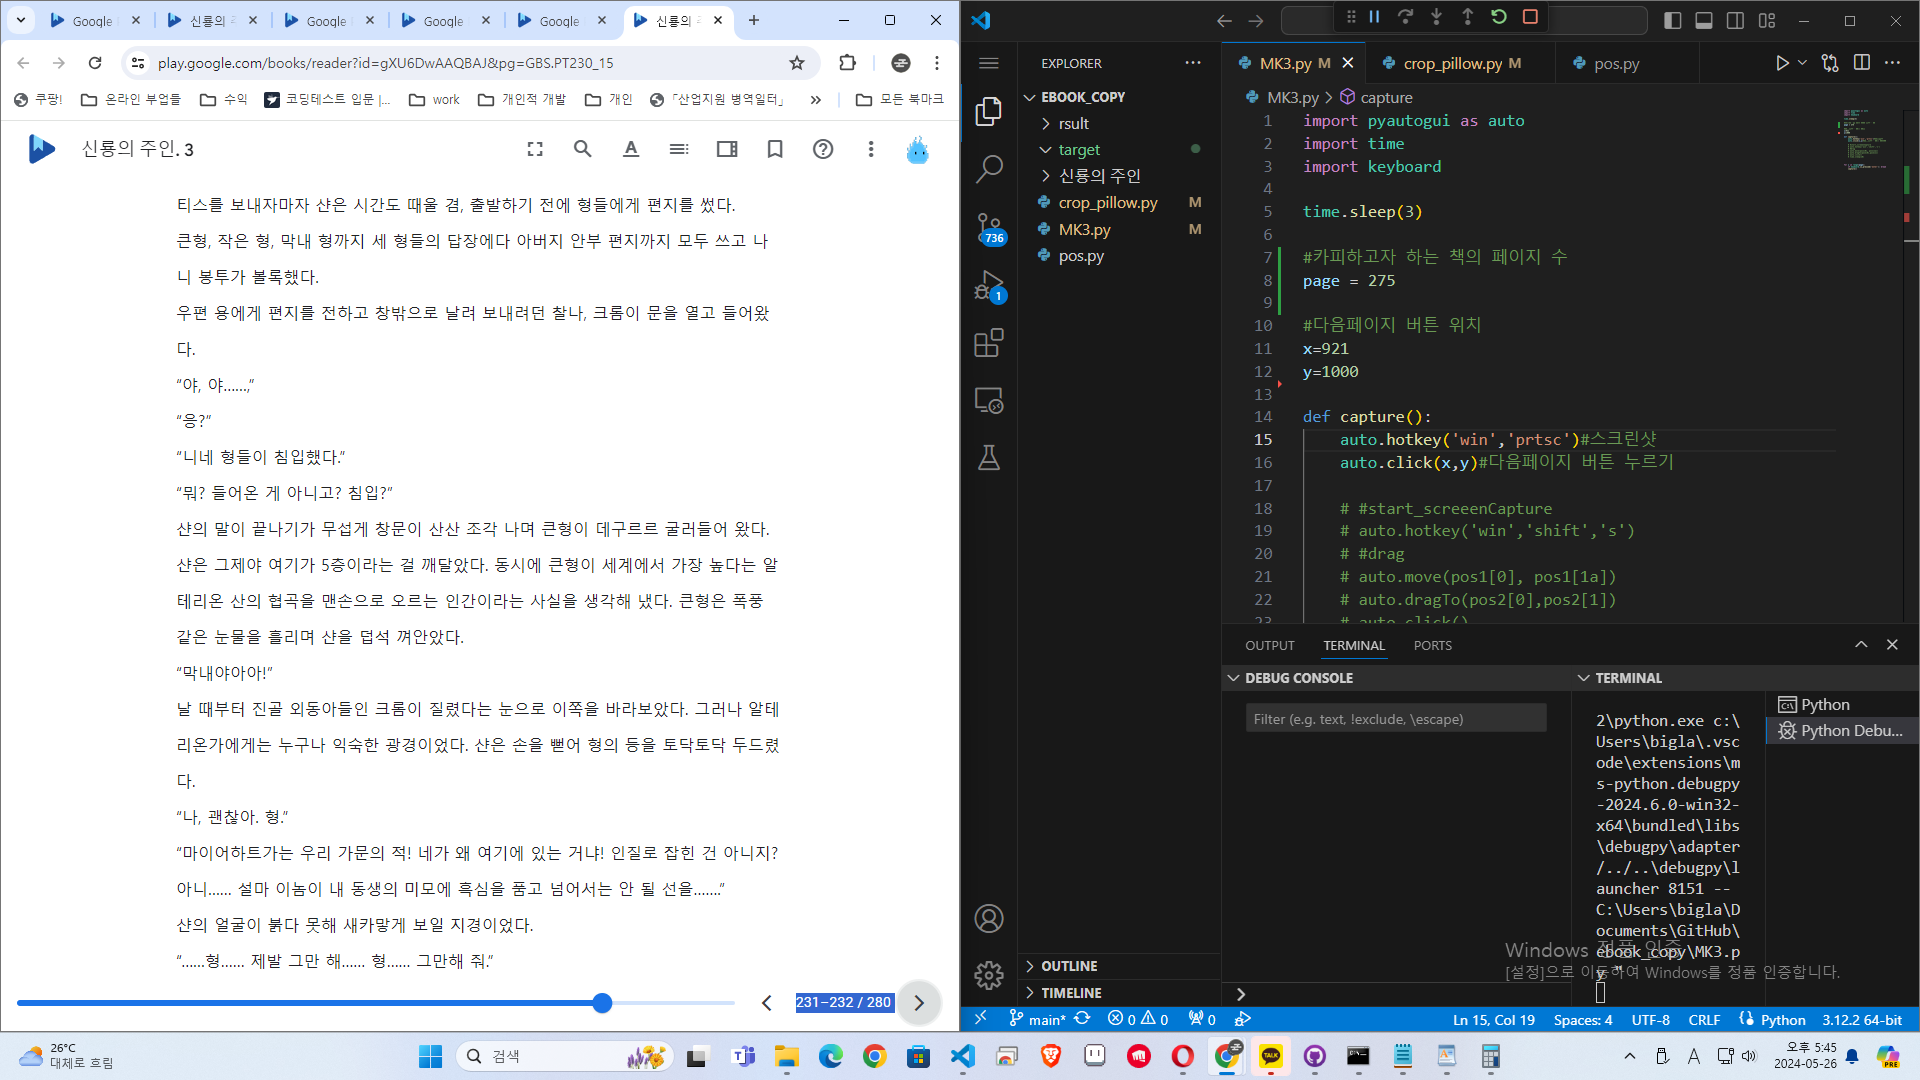 Google
신룡의 주
Google
Google
Google
신룡의 주
play.google.com/books/reader?id=gXU6DwAAQBAJ&pg=GBS.PT230_15
쿠팡!
온라인 부업들
수익
코딩테스트 입문 |...
work
개인적 개발
개인
「산업지원 병역일터」
»
모든 북마크
신룡의 주인. 3
티스를 보내자마자 샨은 시간도 때울 겸, 출발하기 전에 형들에게 편지를 썼다.
큰형, 작은 형, 막내 형까지 세 형들의 답장에다 아버지 안부 편지까지 모두 쓰고 나
니 봉투가 볼록했다.
우편 용에게 편지를 전하고 창밖으로 날려 보내려던 찰나, 크롬이 문을 열고 들어왔
다.
“야, 야……,”
“응?”
“니네 형들이 침입했다.”
“뭐? 들어온 게 아니고? 침입?”
샨의 말이 끝나기가 무섭게 창문이 산산 조각 나며 큰형이 데구르르 굴러들어 왔다.
샨은 그제야 여기가 5층이라는 걸 깨달았다. 동시에 큰형이 세계에서 가장 높다는 알
테리온 산의 협곡을 맨손으로 오르는 인간이라는 사실을 생각해 냈다. 큰형은 폭풍
같은 눈물을 흘리며 샨을 덥석 껴안았다.
“막내야아아!”
날 때부터 진골 외동아들인 크롬이 질렸다는 눈으로 이쪽을 바라보았다. 그러나 알테
리온가에게는 누구나 익숙한 광경이었다. 샨은 손을 뻗어 형의 등을 토닥토닥 두드렸
다.
“나, 괜찮아. 형.”
“마이어하트가는 우리 가문의 적! 네가 왜 여기에 있는 거냐! 인질로 잡힌 건 아니지?
아니…… 설마 이놈이 내 동생의 미모에 흑심을 품고 넘어서는 안 될 선을…….”
샨의 얼굴이 붉다 못해 새카맣게 보일 지경이었다.
“……형…… 제발 그만 해…… 형…… 그만해 줘.”
231–232 / 280
EXPLORER
EBOOK_COPY
rsult
target
신룡의 주인
crop_pillow.py M
MK3.py M
pos.py
736
1
OUTLINE
TIMELINE
MK3.py M
crop_pillow.py M
pos.py
MK3.py > capture
1 import pyautogui as auto
2 import time
3 import keyboard
4
5 time.sleep(3)
6
7 #카피하고자 하는 책의 페이지 수
8 page = 275
9
10 #다음페이지 버튼 위치
11 x=921
12 y=1000
13
14 def capture():
15 auto.hotkey('win','prtsc')#스크린샷
16 auto.click(x,y)#다음페이지 버튼 누르기
17
18 # #start_screeenCapture
19 # auto.hotkey('win','shift','s')
20 # #drag
21 # auto.move(pos1[0], pos1[1a])
22 # auto.dragTo(pos2[0],pos2[1])
23 # auto.click()
OUTPUT
TERMINAL
PORTS
DEBUG CONSOLE
Filter (e.g. text, !exclude, \escape)
TERMINAL
2\python.exe c:\
Users\bigla\.vsc
ode\extensions\m
s-python.debugpy
-2024.6.0-win32-
x64\bundled\libs
\debugpy\adapter
/../..\debugpy\l
auncher 8151 --
C:\Users\bigla\D
ocuments\GitHub\
ebook_copy\MK3.p
y "
Python
Python Debu...
Windows 정품 인증
[설정]으로 이동하여 Windows를 정품 인증합니다.
main*
0
0
0
Ln 15, Col 19
Spaces: 4
UTF-8
CRLF
Python
3.12.2 64-bit
26°C
대체로 흐림
검색
TALK
A
오후 5:45
2024-05-26
PRE